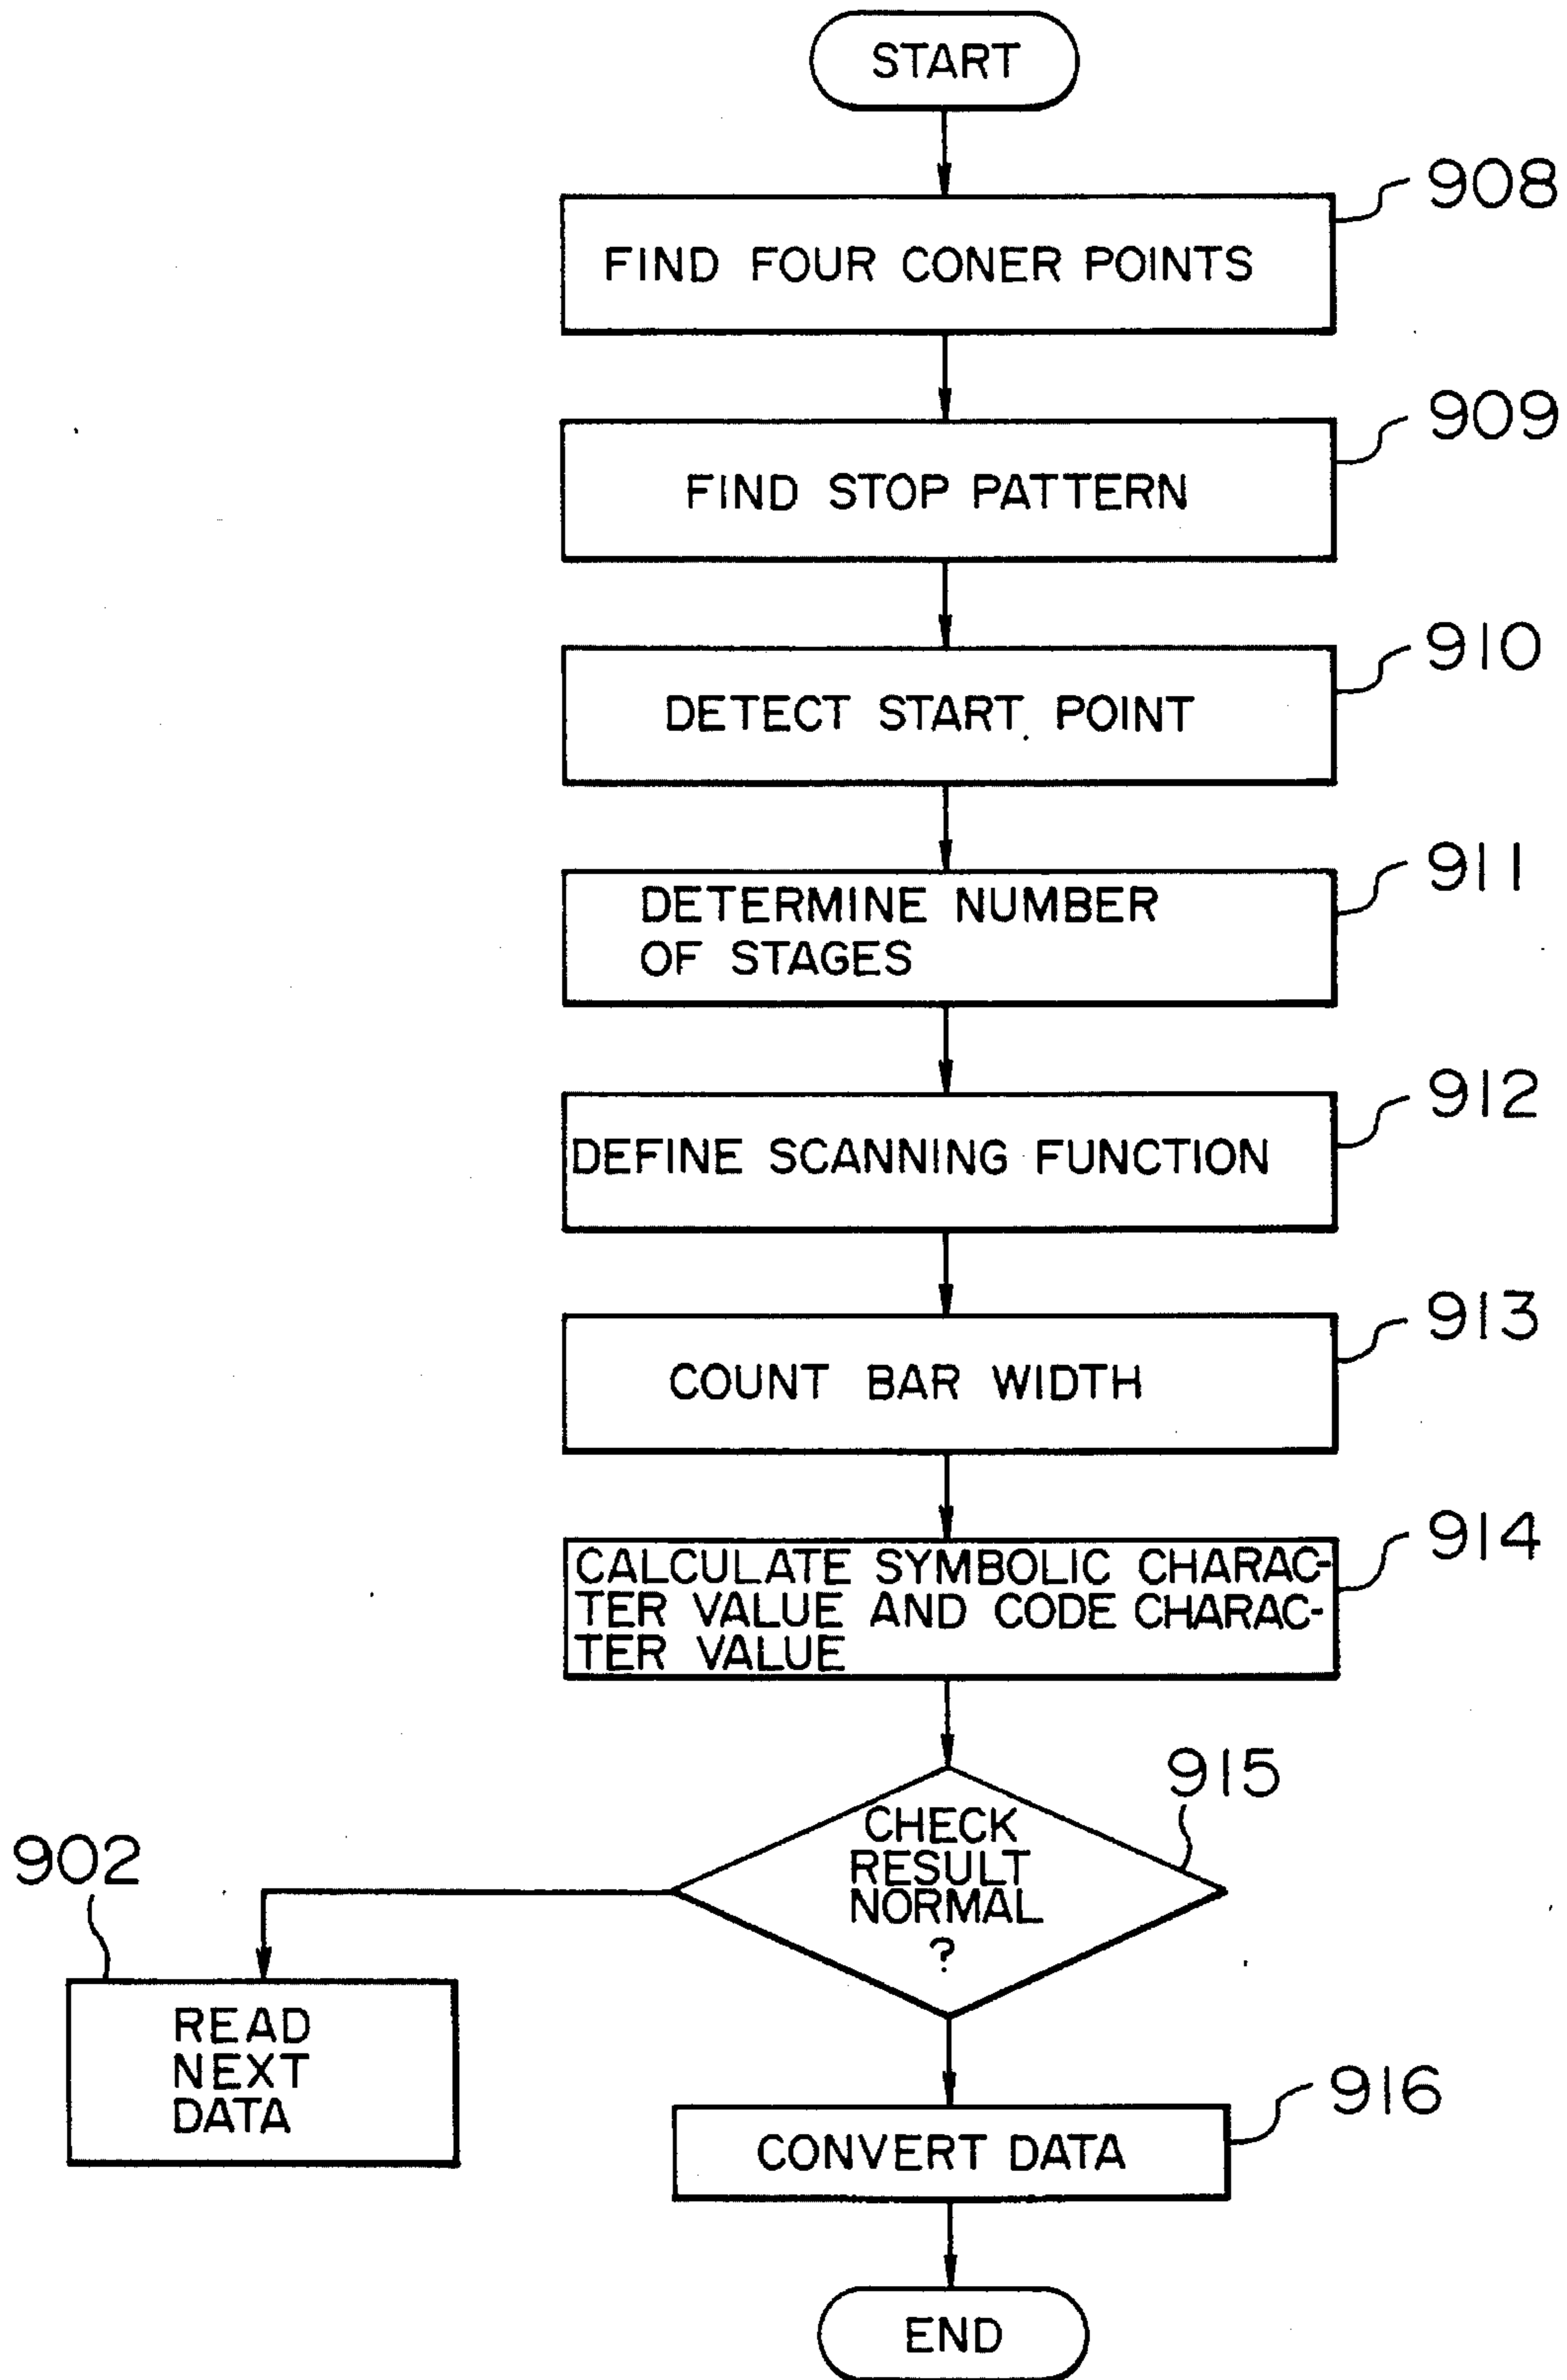 START
908
FIND FOUR CONER POINTS
909
FIND STOP PATTERN
910
DETECT START POINT
911
DETERMINE NUMBER
OF STAGES
912
DEFINE SCANNING FUNCTION
913
COUNT BAR WIDTH
914
CALCULATE SYMBOLIC CHARAC-
TER VALUE AND CODE CHARAC-
TER VALUE
915
CHECK
RESULT
NORMAL
?
902
READ
NEXT
DATA
916
CONVERT DATA
END